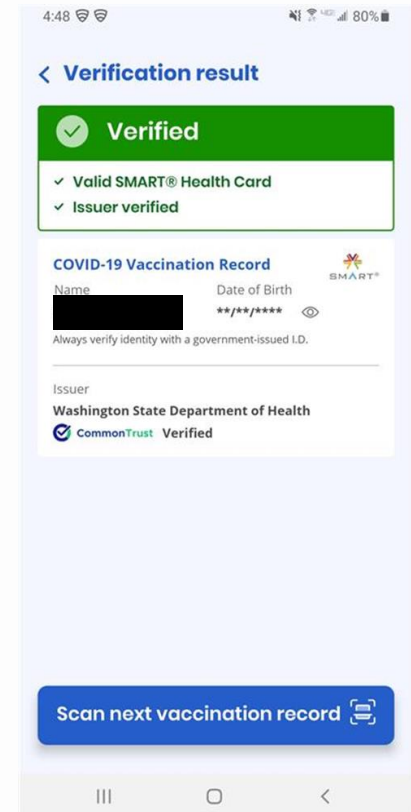 4:48 80%
Verification result
Verified
Valid SMART® Health Card
Issuer verified
COVID-19 Vaccination Record
SMART®
Name Date of Birth
**/**/****
Always verify identity with a government-issued I.D.
Issuer
Washington State Department of Health
CommonTrust Verified
Scan next vaccination record